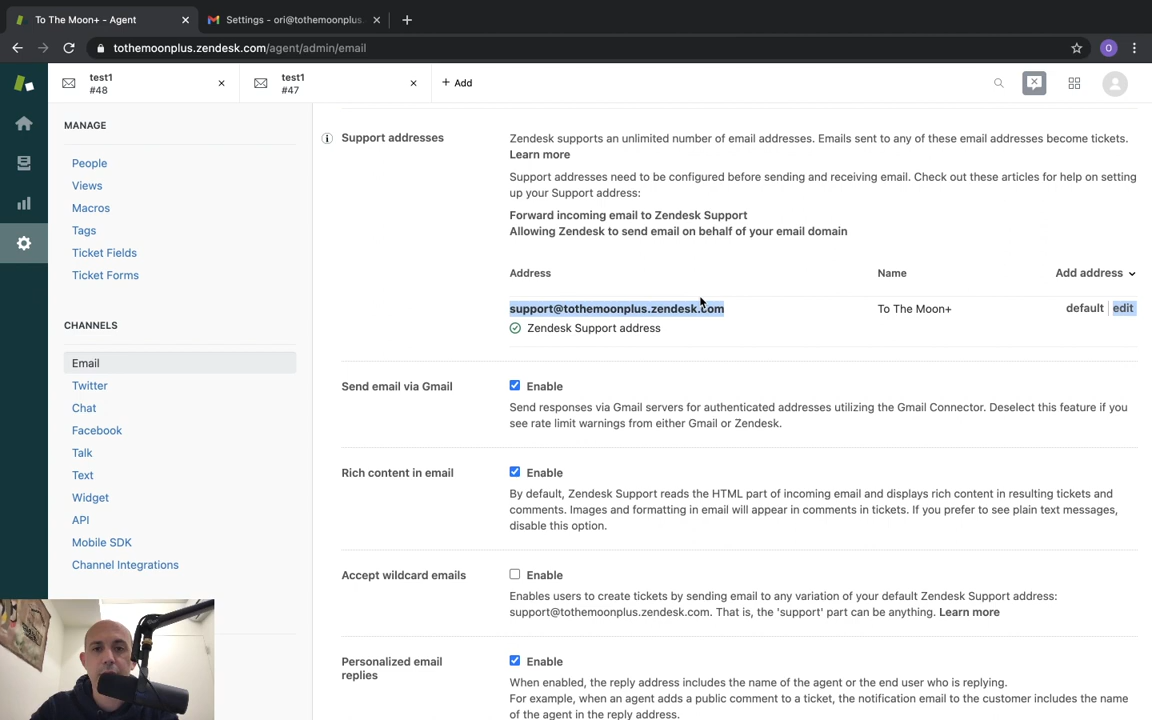 To The Moon+ - Agent
Settings - ori@tothemoonplus.
tothemoonplus.zendesk.com/agent/admin/email
O
test1
#48
test1
#47
+ Add
MANAGE
People
Views
Macros
Tags
Ticket Fields
Ticket Forms
CHANNELS
Email
Twitter
Chat
Facebook
Talk
Text
Widget
API
Mobile SDK
Channel Integrations
Support addresses
Zendesk supports an unlimited number of email addresses. Emails sent to any of these email addresses become tickets.
Learn more
Support addresses need to be configured before sending and receiving email. Check out these articles for help on setting
up your Support address:
Forward incoming email to Zendesk Support
Allowing Zendesk to send email on behalf of your email domain
Address Name Add address
support@tothemoonplus.zendesk.com To The Moon+ default edit
Zendesk Support address
Send email via Gmail Enable
Send responses via Gmail servers for authenticated addresses utilizing the Gmail Connector. Deselect this feature if you
see rate limit warnings from either Gmail or Zendesk.
Rich content in email Enable
By default, Zendesk Support reads the HTML part of incoming email and displays rich content in resulting tickets and
comments. Images and formatting in email will appear in comments in tickets. If you prefer to see plain text messages,
disable this option.
Accept wildcard emails Enable
Enables users to create tickets by sending email to any variation of your default Zendesk Support address:
support@tothemoonplus.zendesk.com. That is, the 'support' part can be anything. Learn more
Personalized email
replies
Enable
When enabled, the reply address includes the name of the agent or the end user who is replying.
For example, when an agent adds a public comment to a ticket, the notification email to the customer includes the name
of the agent in the reply address.